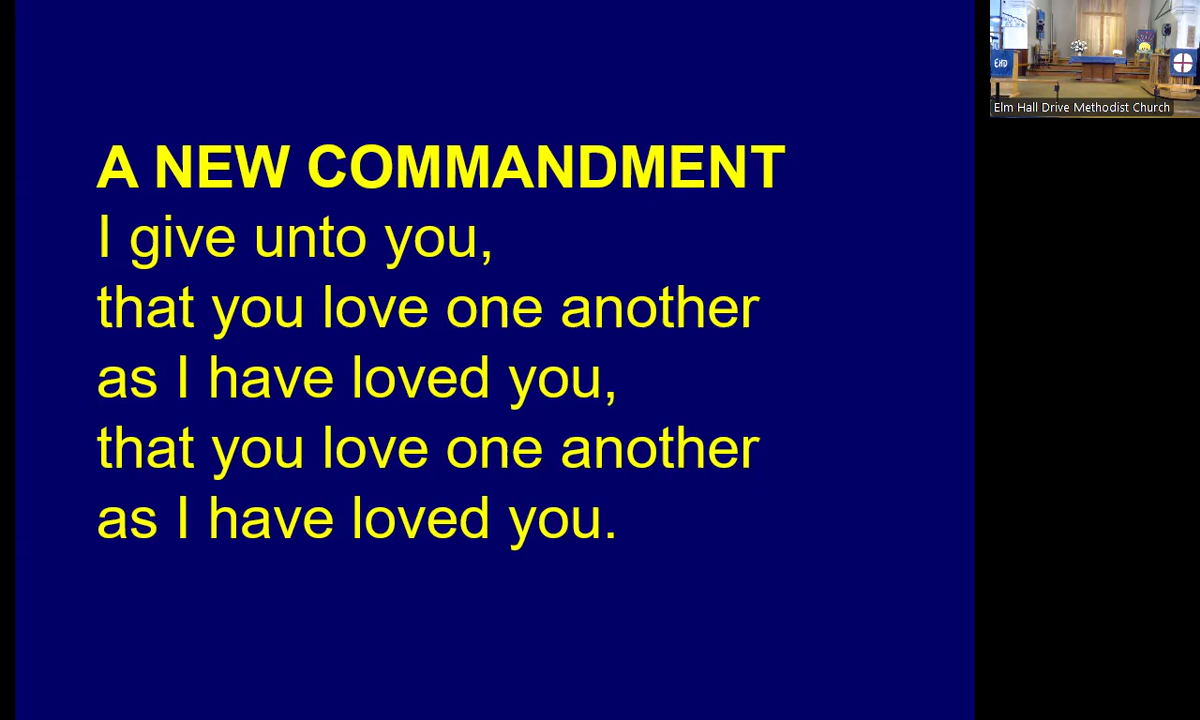 A NEW COMMANDMENT
I give unto you,
that you love one another
as I have loved you,
that you love one another
as I have loved you.
Elm Hall Drive Methodist Church